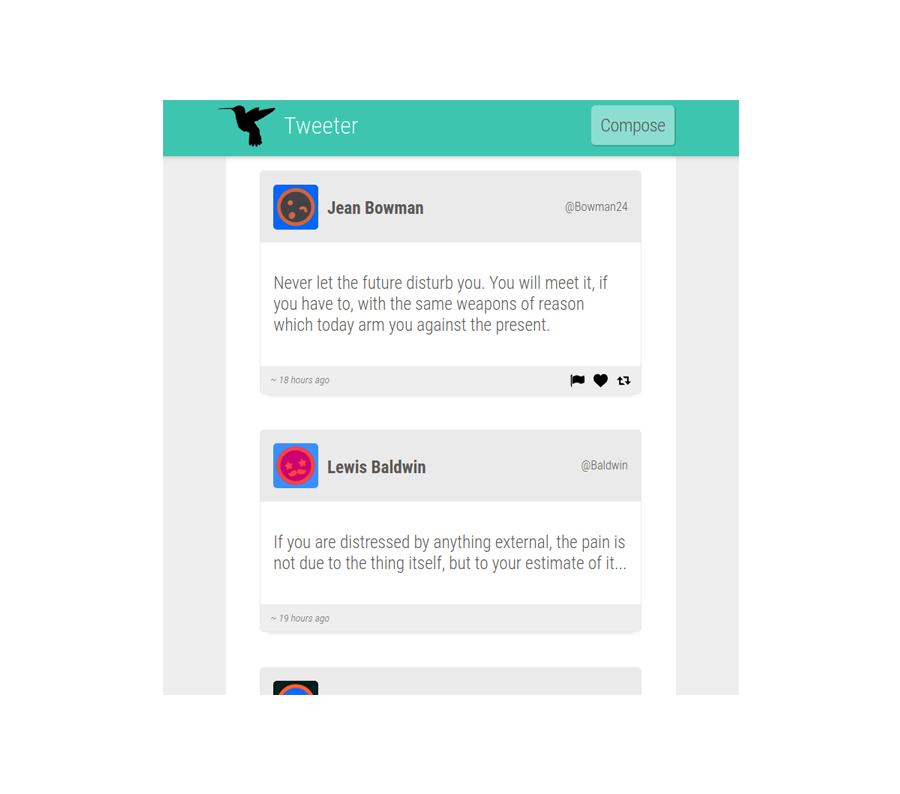 Tweeter
Compose
Jean Bowman
@Bowman24
Never let the future disturb you. You will meet it, if
you have to, with the same weapons of reason
which today arm you against the present.
~ 18 hours ago
Lewis Baldwin
@Baldwin
If you are distressed by anything external, the pain is
not due to the thing itself, but to your estimate of it...
~ 19 hours ago